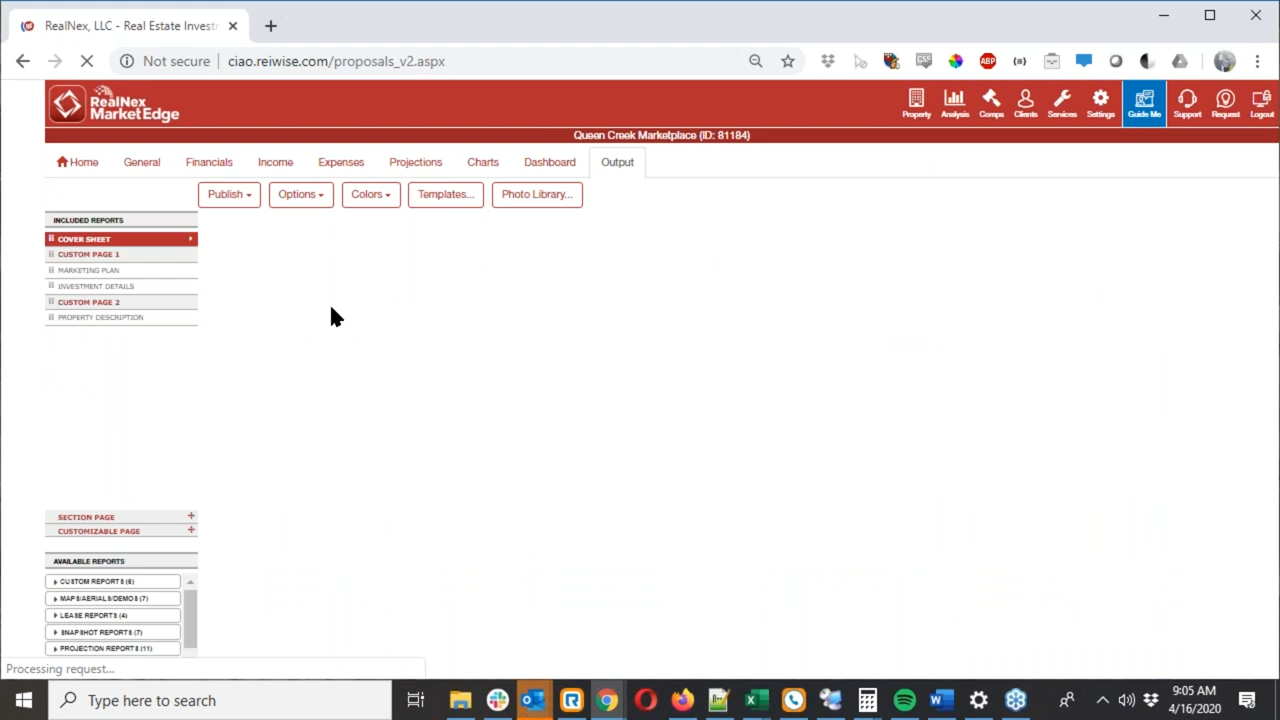 RealNex, LLC - Real Estate Invest
Not secure
ciao.reiwise.com/proposals_v2.aspx
ABP
RealNex
MarketEdge
Property
Analysis
Comps
Clients
Services
Settings
Guide Me
Support
Request
Logout
Queen Creek Marketplace (ID: 81184)
Home
General
Financials
Income
Expenses
Projections
Charts
Dashboard
Output
Publish
Options
Colors
Templates...
Photo Library...
INCLUDED REPORTS
COVER SHEET
CUSTOM PAGE 1
MARKETING PLAN
INVESTMENT DETAILS
CUSTOM PAGE 2
PROPERTY DESCRIPTION
SECTION PAGE
CUSTOMIZABLE PAGE
AVAILABLE REPORTS
CUSTOM REPORTS (6)
MAPS/AERIALS/DEMOS (7)
LEASE REPORTS (4)
SNAPSHOT REPORTS (7)
PROJECTION REPORTS (11)
Processing request...
Type here to search
9:05 AM
4/16/2020